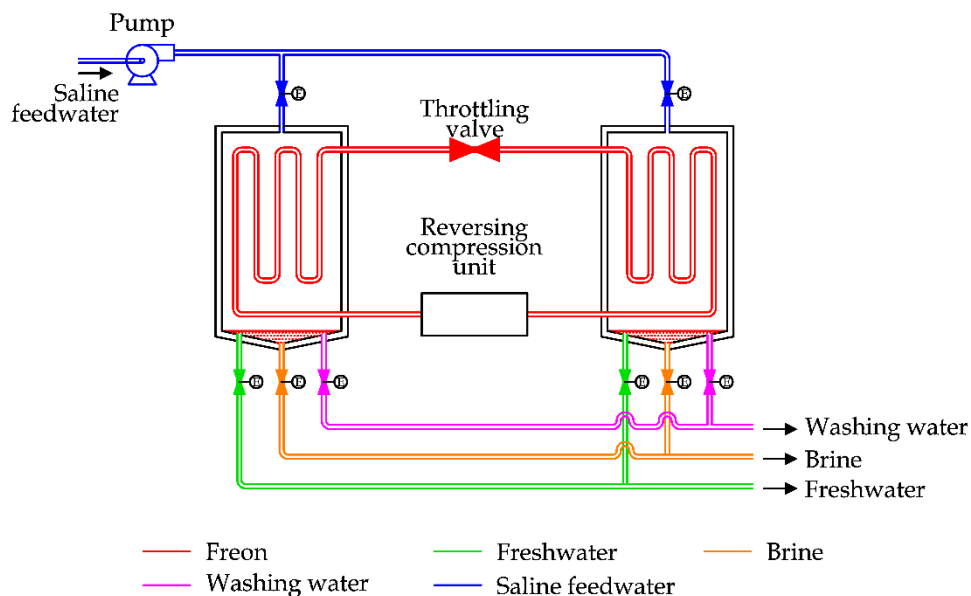 Pump
Saline
feedwater
E
E
Throttling
valve
Reversing
compression
unit
E
E
E
E
E
E
Washing water
Brine
Freshwater
Freon
Freshwater
Brine
Washing water
Saline feedwater